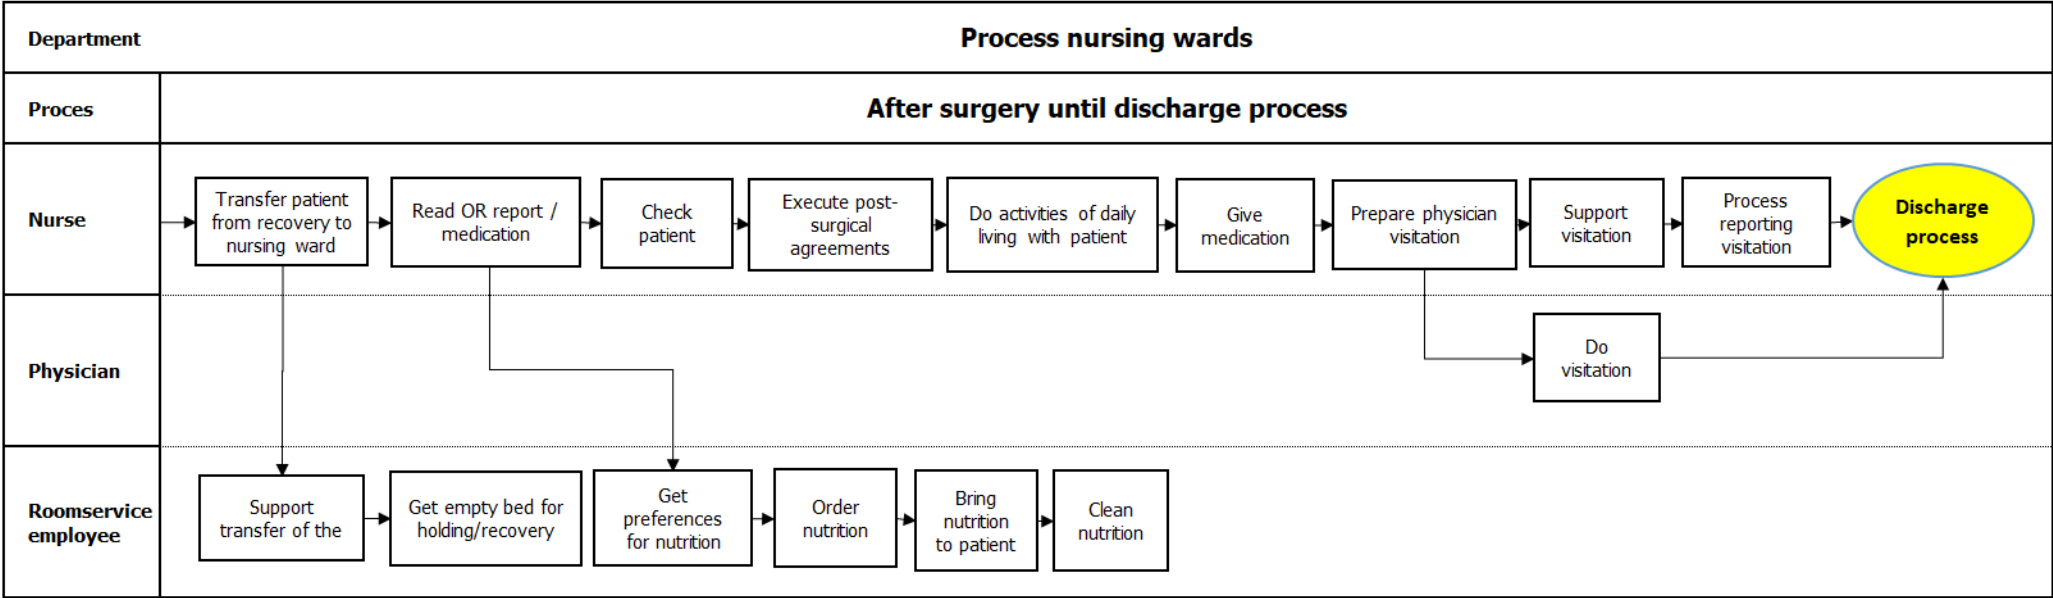 Department
Process nursing wards
Proces
After surgery until discharge process
Nurse
Transfer patient
from recovery to
nursing ward
Read OR report /
medication
Check
patient
Execute post-
surgical
agreements
Do activities of daily
living with patient
Give
medication
Prepare physician
visitation
Support
visitation
Process
reporting
visitation
Discharge
process
Physician
Do
visitation
Roomservice
employee
Support
transfer of the
Get empty bed for
holding/recovery
Get
preferences
for nutrition
Order
nutrition
Bring
nutrition
to patient
Clean
nutrition